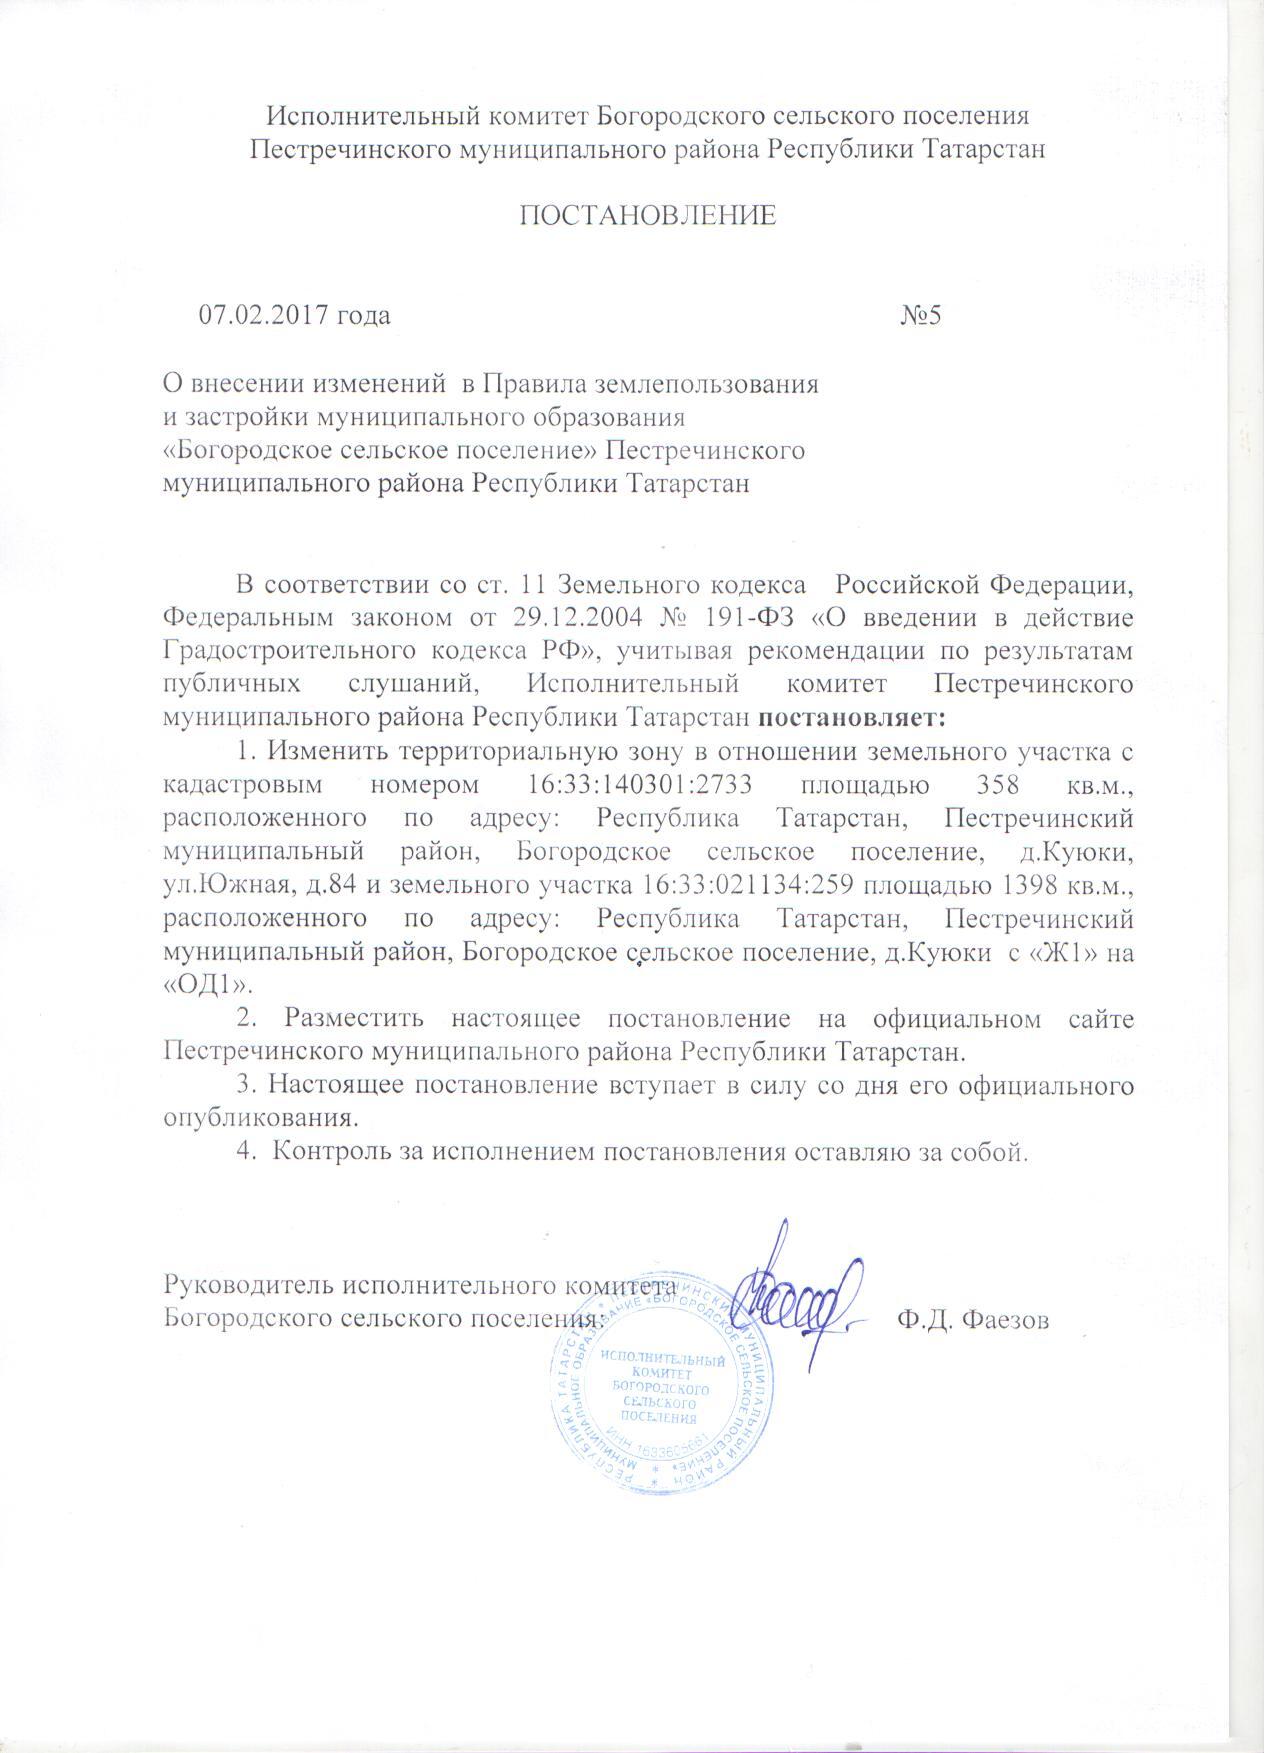 Исполнительный комитет Богородского сельского поселения
Пестречинского муниципального района Республики Татарстан
ПОСТАНОВЛЕНИЕ
07.02.2017 года №5
О внесении изменений в Правила землепользования
и застройки муниципального образования
«Богородское сельское поселение» Пестречинского
муниципального района Республики Татарстан
В соответствии со ст. 11 Земельного кодекса Российской Федерации,
Федеральным законом от 29.12.2004 № 191-ФЗ «О введении в действие
Градостроительного кодекса РФ», учитывая рекомендации по результатам
публичных слушаний, Исполнительный комитет Пестречинского
муниципального района Республики Татарстан постановляет:
1. Изменить территориальную зону в отношении земельного участка с
кадастровым номером 16:33:140301:2733 площадью 358 кв.м.,
расположенного по адресу: Республика Татарстан, Пестречинский
муниципальный район, Богородское сельское поселение, д.Куюки,
ул.Южная, д.84 и земельного участка 16:33:021134:259 площадью 1398 кв.м.,
расположенного по адресу: Республика Татарстан, Пестречинский
муниципальный район, Богородское сельское поселение, д.Куюки с «Ж1» на
«ОД1».
2. Разместить настоящее постановление на официальном сайте
Пестречинского муниципального района Республики Татарстан.
3. Настоящее постановление вступает в силу со дня его официального
опубликования.
4. Контроль за исполнением постановления оставляю за собой.
Руководитель исполнительного комитета
Богородского сельского поселения: Ф.Д. Фаезов
РЕСПУБЛИКА ТАТАРСТАН * ПЕСТРЕЧИНСКИЙ МУНИЦИПАЛЬНЫЙ РАЙОН *
МУНИЦИПАЛЬНОЕ ОБРАЗОВАНИЕ «БОГОРОДСКОЕ СЕЛЬСКОЕ ПОСЕЛЕНИЕ» *
ИСПОЛНИТЕЛЬНЫЙ
КОМИТЕТ
БОГОРОДСКОГО
СЕЛЬСКОГО
ПОСЕЛЕНИЯ
ИНН